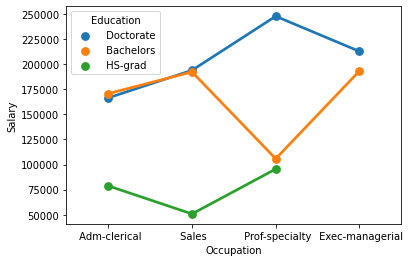 Education
Doctorate
Bachelors
HS-grad
250000
225000
200000
175000
150000
125000
100000
75000
50000
Salary
Adm-clerical Sales Prof-specialty Exec-managerial
Occupation